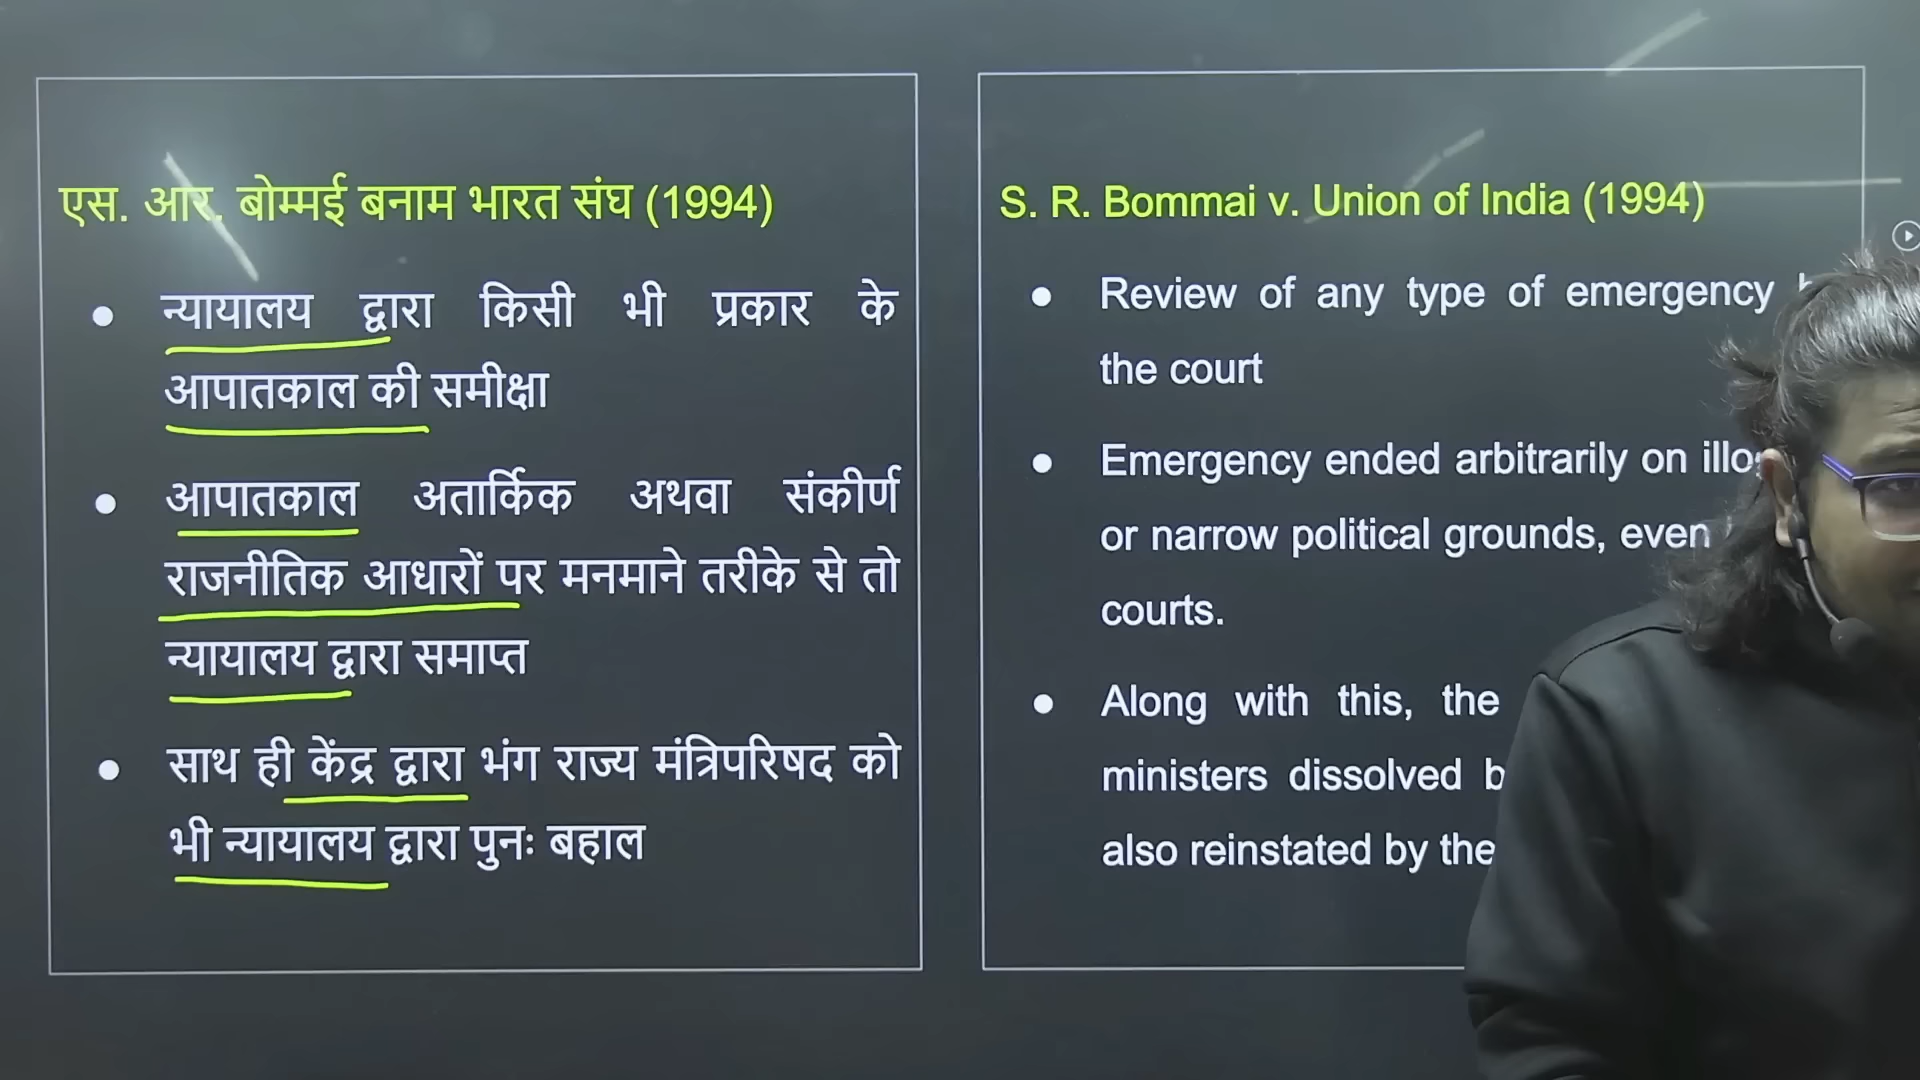 एस. आर. बोम्मई बनाम भारत संघ (1994)
● न्यायालय द्वारा किसी भी प्रकार के
आपातकाल की समीक्षा
● आपातकाल अतार्किक अथवा संकीर्ण
राजनीतिक आधारों पर मनमाने तरीके से तो
न्यायालय द्वारा समाप्त
● साथ ही केंद्र द्वारा भंग राज्य मंत्रिपरिषद को
भी न्यायालय द्वारा पुनः बहाल
S. R. Bommai v. Union of India (1994)
● Review of any type of emergency
the court
● Emergency ended arbitrarily on
or narrow political grounds, even
courts.
● Along with this, the
ministers dissolved
also reinstated by the